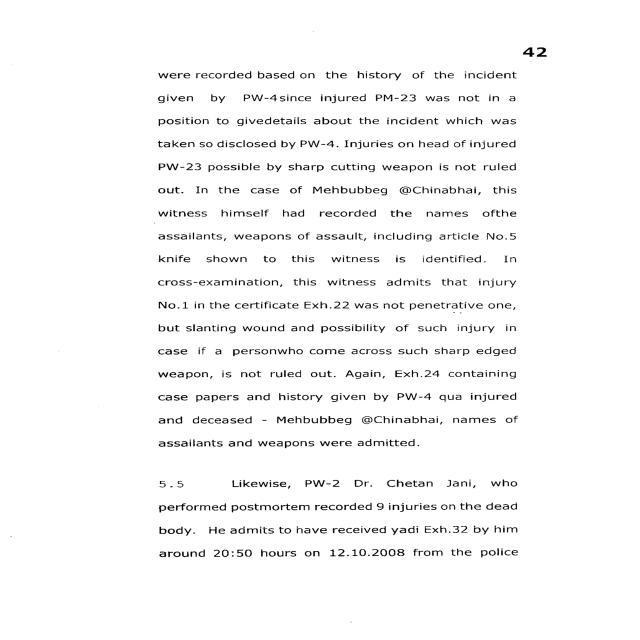 42
were recorded based on the history of the incident
given by PW-4since injured PM-23 was not in a
position to givedetails about the incident which was
taken so disclosed by PW-4. Injuries on head of injured
PW-23 possible by sharp cutting weapon is not ruled
out. In the case of Mehbubbeg @Chinabhai, this
witness himself had recorded the names ofthe
assailants, weapons of assault, including article No.5
knife shown to this witness is identified. In
cross-examination, this witness admits that injury
No.1 in the certificate Exh.22 was not penetrative one,
but slanting wound and possibility of such injury in
case if a personwho come across such sharp edged
weapon, is not ruled out. Again, Exh.24 containing
case papers and history given by PW-4 qua injured
and deceased - Mehbubbeg @Chinabhai, names of
assailants and weapons were admitted.
5.5 Likewise, PW-2 Dr. Chetan Jani, who
performed postmortem recorded 9 injuries on the dead
body. He admits to have received yadi Exh.32 by him
around 20:50 hours on 12.10.2008 from the police